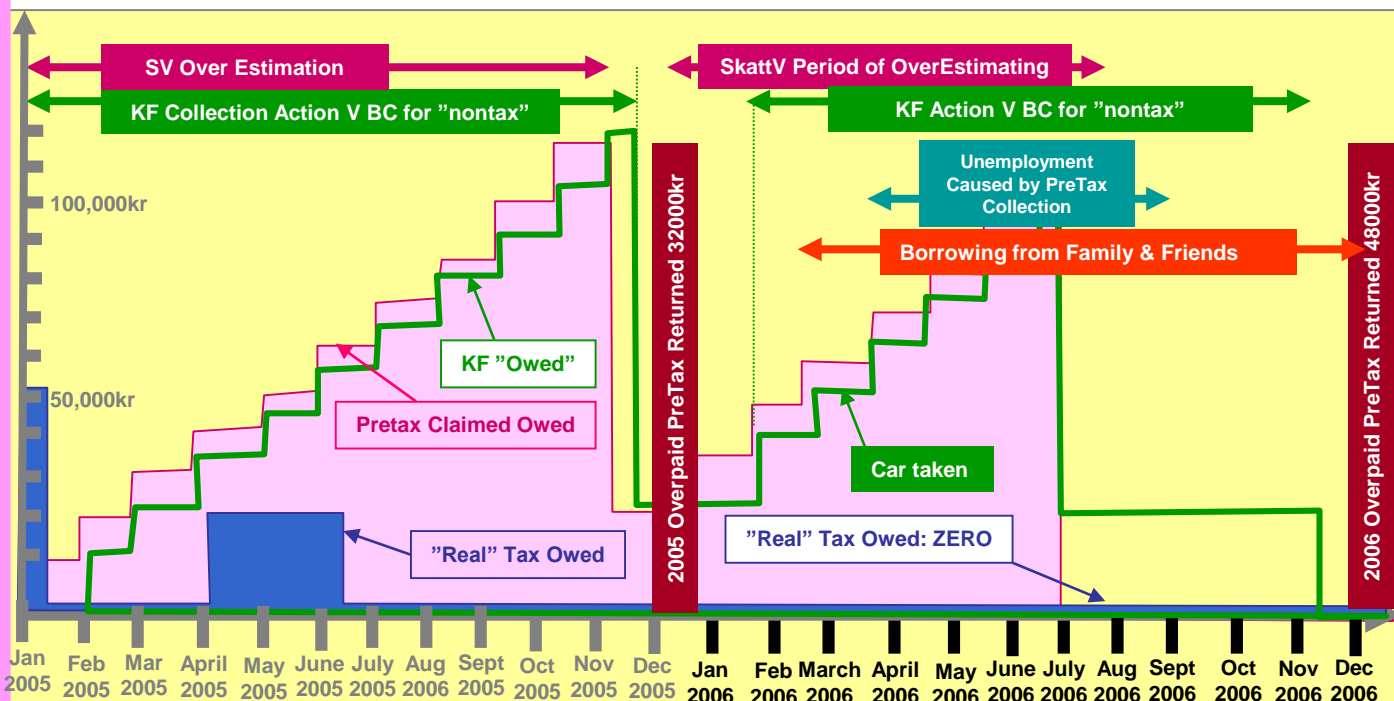 SV Over Estimation
SkattV Period of OverEstimating
KF Collection Action V BC for ”nontax”
KF Action V BC for ”nontax”
Unemployment
Caused by PreTax
Collection
Borrowing from Family & Friends
100,000kr
50,000kr
KF ”Owed”
Pretax Claimed Owed
Car taken
”Real” Tax Owed
”Real” Tax Owed: ZERO
2005 Overpaid PreTax Returned 32000kr
2006 Overpaid PreTax Returned 48000kr
Jan
2005
Feb
2005
Mar
2005
April
2005
May
2005
June
2005
July
2005
Aug
2006
Sept
2005
Oct
2005
Nov
2005
Dec
2005
Jan
2006
Feb
2006
March
2006
April
2006
May
2006
June
2006
July
2006
Aug
2006
Sept
2006
Oct
2006
Nov
2006
Dec
2006